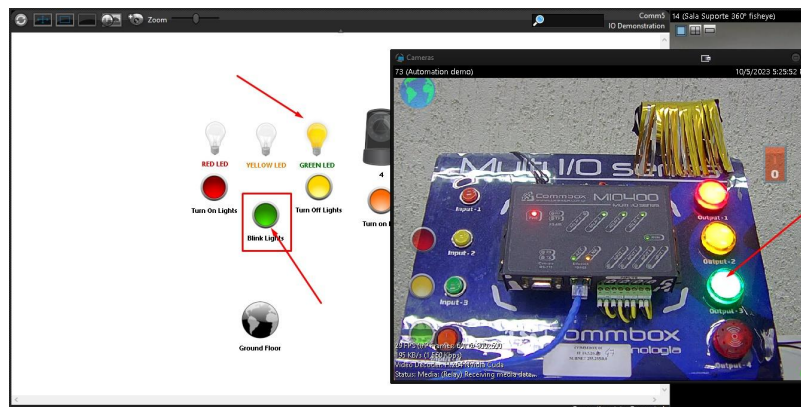 Zoom
Comm5
IO Demonstration
14 (Sala Suporte 360° fisheye)
Cameras
73 (Automation demo)
10/5/2023 5:25:52
RED LED
YELLOW LED
GREEN LED
4
Turn On Lights
Blink Lights
Turn Off Lights
Turn on
Ground Floor
Multi I/O series
Commbox
MIO400
MULTI I/O SERIES
Input-1
Input-2
Input-3
Output-1
Output-2
Output-3
Output-4
0
Commbox
tecnologia
Status: Media: (Relay) Receiving media data...